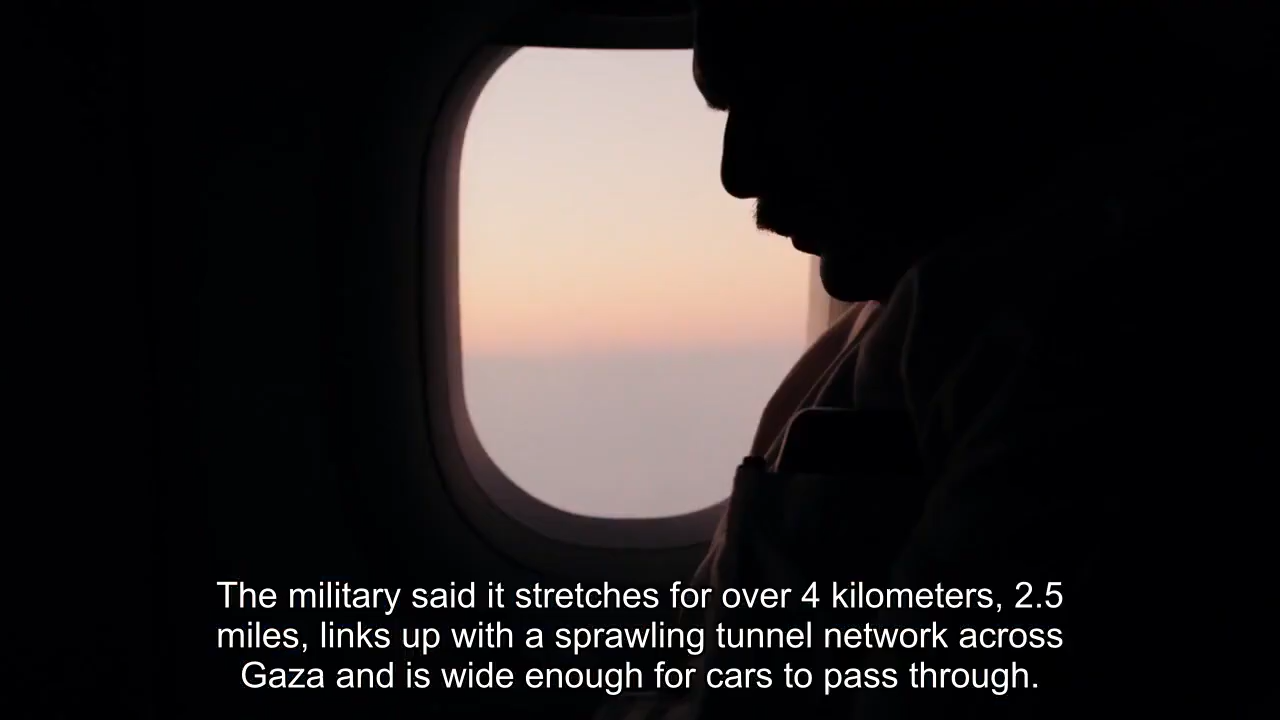 The military said it stretches for over 4 kilometers, 2.5
miles, links up with a sprawling tunnel network across
Gaza and is wide enough for cars to pass through.